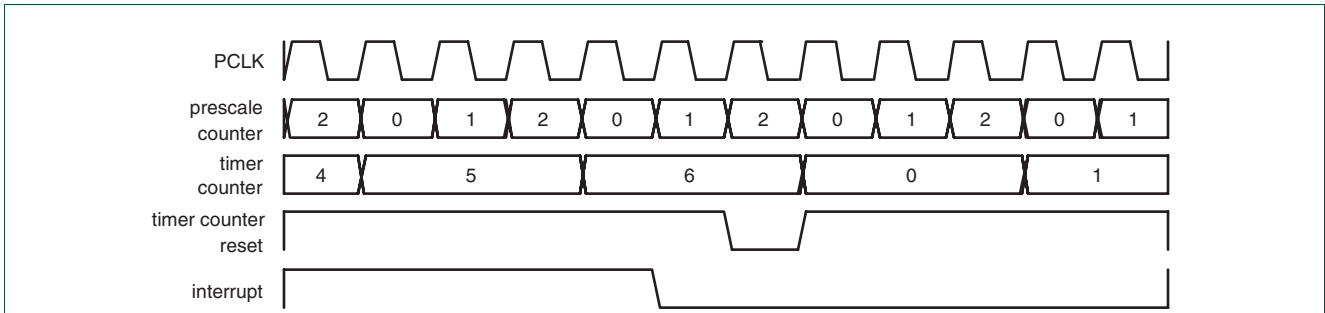 PCLK
prescale
counter
2 0 1 2 0 1 2 0 1 2 0 1
timer
counter
4 5 6 0 1
timer counter
reset
interrupt